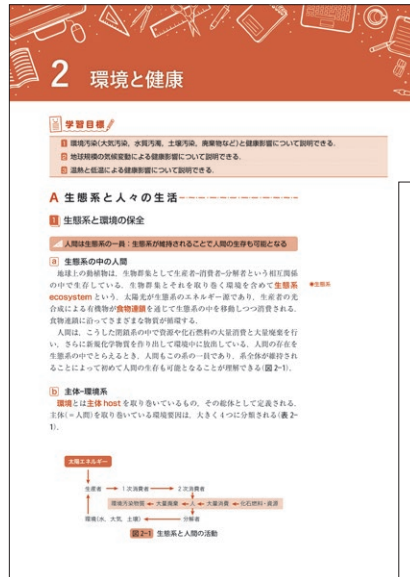 2 環境と健康
学習目標
1 環境汚染(大気汚染，水質汚濁，土壌汚染，廃棄物など)と健康影響について説明できる．
2 地球規模の気候変動による健康影響について説明できる．
3 温熱と低温による健康影響について説明できる．
A 生態系と人々の生活
1 生態系と環境の保全
人間は生態系の一員：生態系が維持されることで人間の生存も可能となる
a 生態系の中の人間
地球上の動植物は，生物群集として生産者-消費者-分解者という相互関係
の中で生存している．生物群集とそれを取り巻く環境を含めて生態系
●生態系
ecosystem という．太陽光が生態系のエネルギー源であり，生産者の光
合成による有機物が食物連鎖を通じて生態系の中を移動しつつ消費される．
食物連鎖に沿ってさまざまな物質が循環する．
人間は，こうした閉鎖系の中で資源や化石燃料の大量消費と大量廃棄を行
い，さらに新規化学物質を作り出して環境中に放出している．人間の存在を
生態系の中でとらえるとき，人間もこの系の一員であり，系全体が維持され
ることによって初めて人間の生存も可能となることが理解できる(図2-1)．
b 主体-環境系
環境とは主体 host を取り巻いているもの，その総体として定義される．
主体(=人間)を取り巻いている環境要因は，大きく4つに分類される(表2-
1)．
太陽エネルギー
生産者 → 1次消費者 → 2次消費者
環境汚染物質 ← 大量廃棄 ← 人 ← 大量消費 ← 化石燃料・資源
環境(水，大気，土壌) ← 分解者
図2-1 生態系と人間の活動